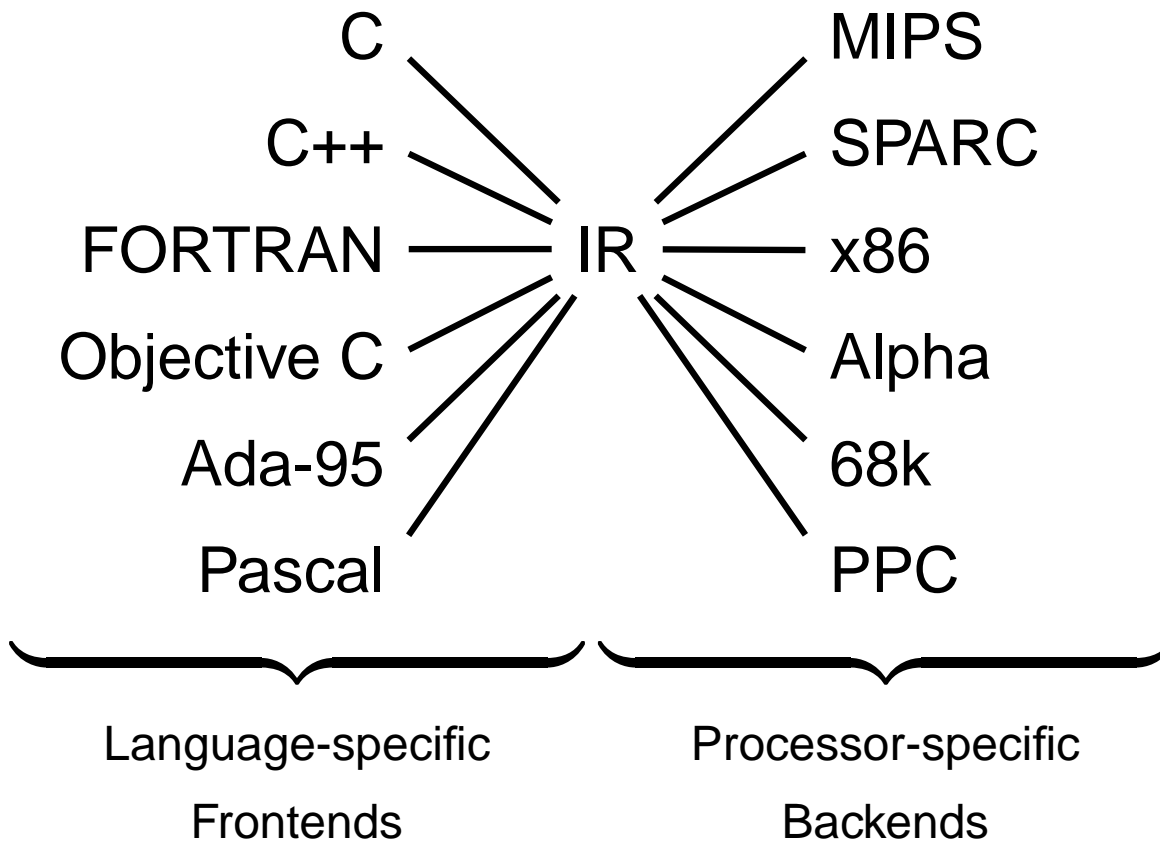 C
MIPS
C++
SPARC
FORTRAN
IR
x86
Objective C
Alpha
Ada-95
68k
Pascal
PPC
Language-specific
Frontends
Processor-specific
Backends